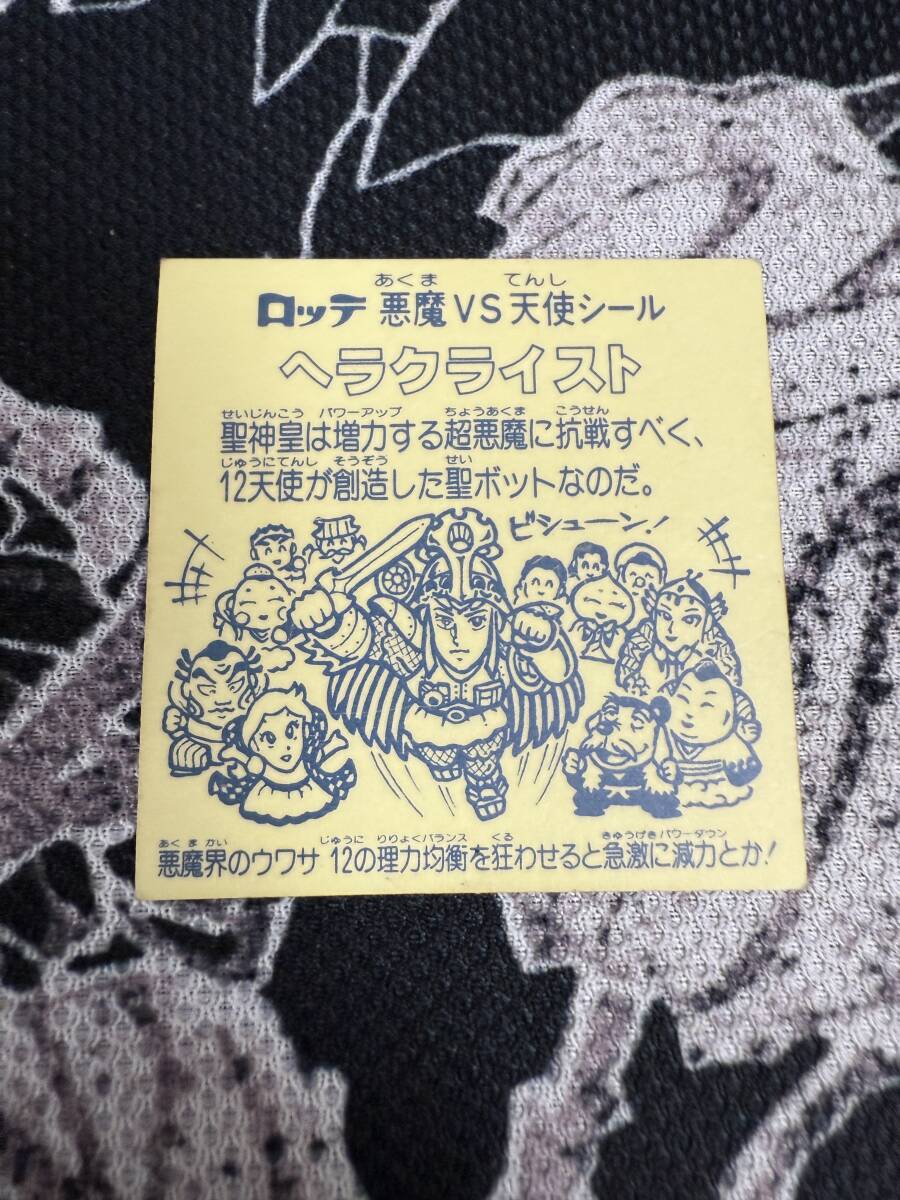 あくま てんし
ロッテ 悪魔VS天使シール
ヘラクライスト
せいじんこう パワーアップ ちょうあくま こうせん
聖神皇は増力する超悪魔に抗戦すべく、
じゅうにてんし そうぞう せい
12天使が創造した聖ボットなのだ。
ビシューン!
あくまかい じゅうに りりょくバランス くる きゅうげきパワーダウン
悪魔界のウワサ 12の理力均衡を狂わせると急激に減力とか!